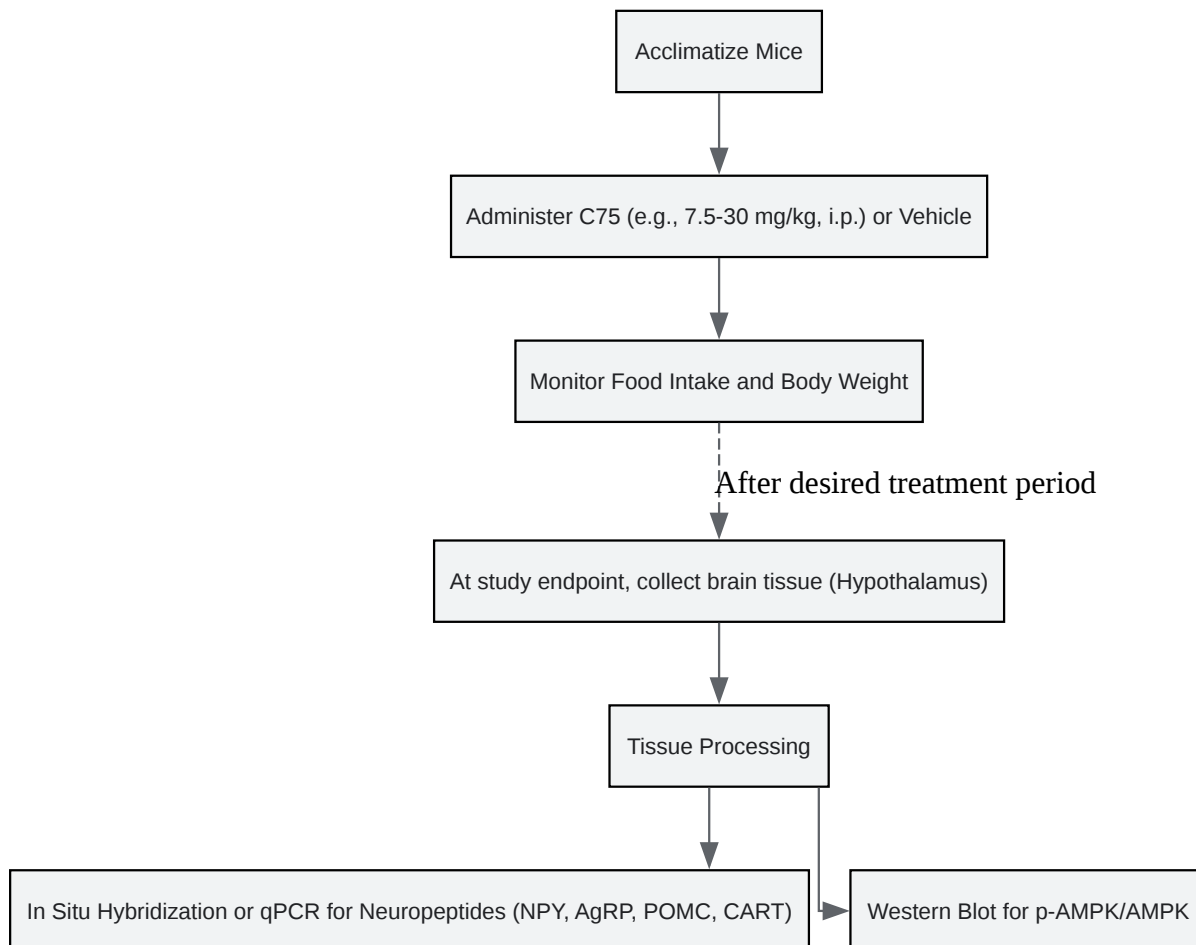 Acclimatize Mice
Administer C75 (e.g., 7.5-30 mg/kg, i.p.) or Vehicle
Monitor Food Intake and Body Weight
After desired treatment period
At study endpoint, collect brain tissue (Hypothalamus)
Tissue Processing
In Situ Hybridization or qPCR for Neuropeptides (NPY, AgRP, POMC, CART)
Western Blot for p-AMPK/AMPK